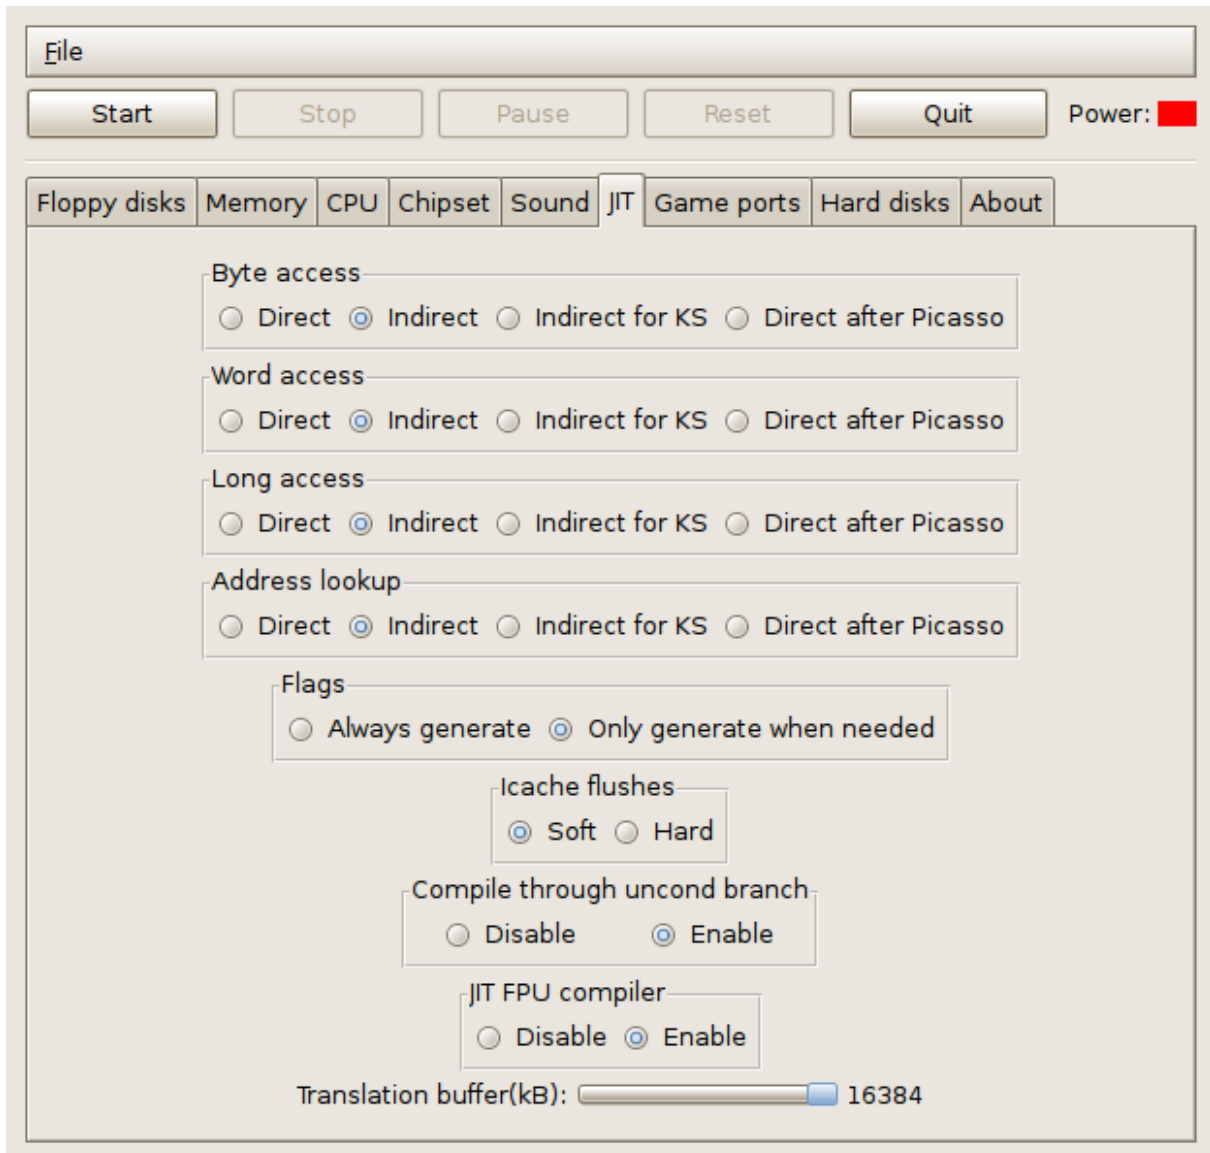 File
Start Stop Pause Reset Quit Power:
Floppy disks Memory CPU Chipset Sound JIT Game ports Hard disks About
Byte access
Direct Indirect Indirect for KS Direct after Picasso
Word access
Direct Indirect Indirect for KS Direct after Picasso
Long access
Direct Indirect Indirect for KS Direct after Picasso
Address lookup
Direct Indirect Indirect for KS Direct after Picasso
Flags
Always generate Only generate when needed
Icache flushes
Soft Hard
Compile through uncond branch
Disable Enable
JIT FPU compiler
Disable Enable
Translation buffer(kB): 16384